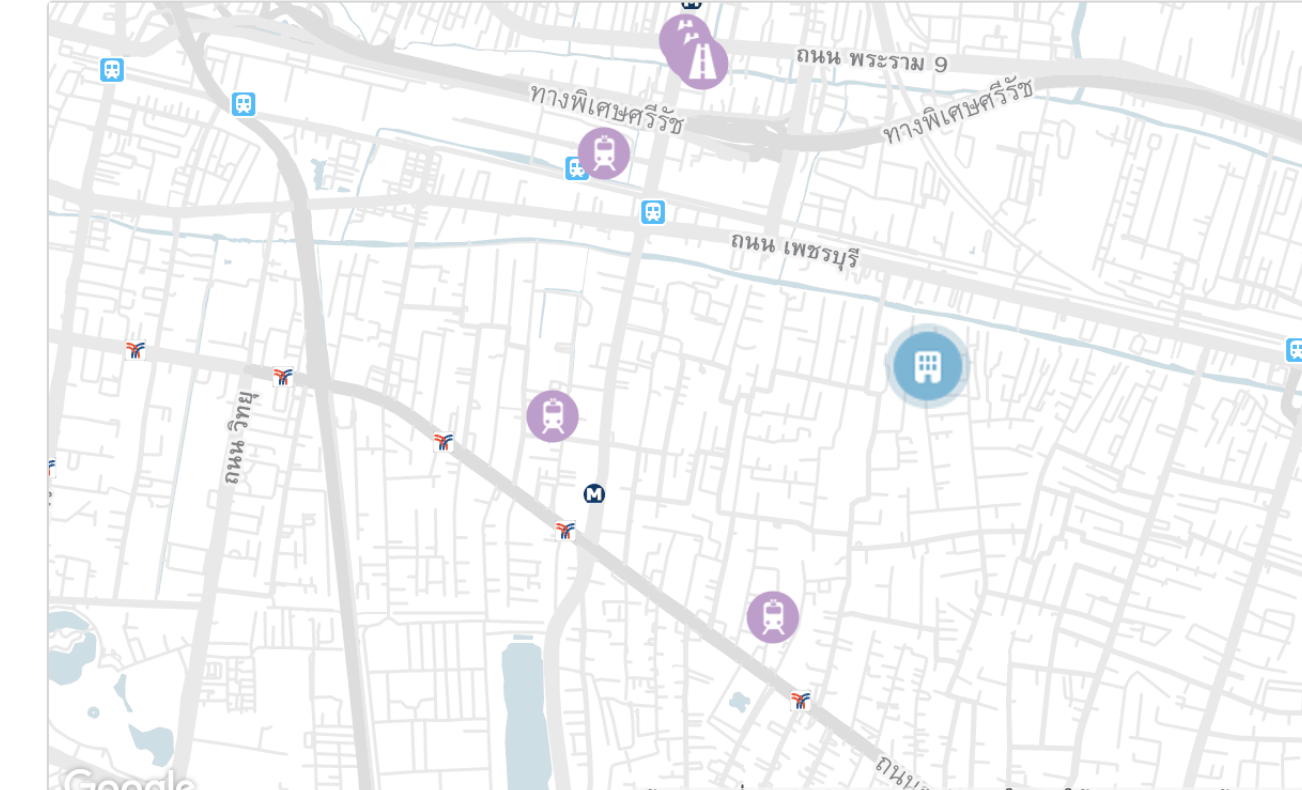 ถนน พระราม 9
ทางพิเศษศรีรัช
ทางพิเศษศรีรัช
ถนน เพชรบุรี
ถนน วิทยุ
M
Google